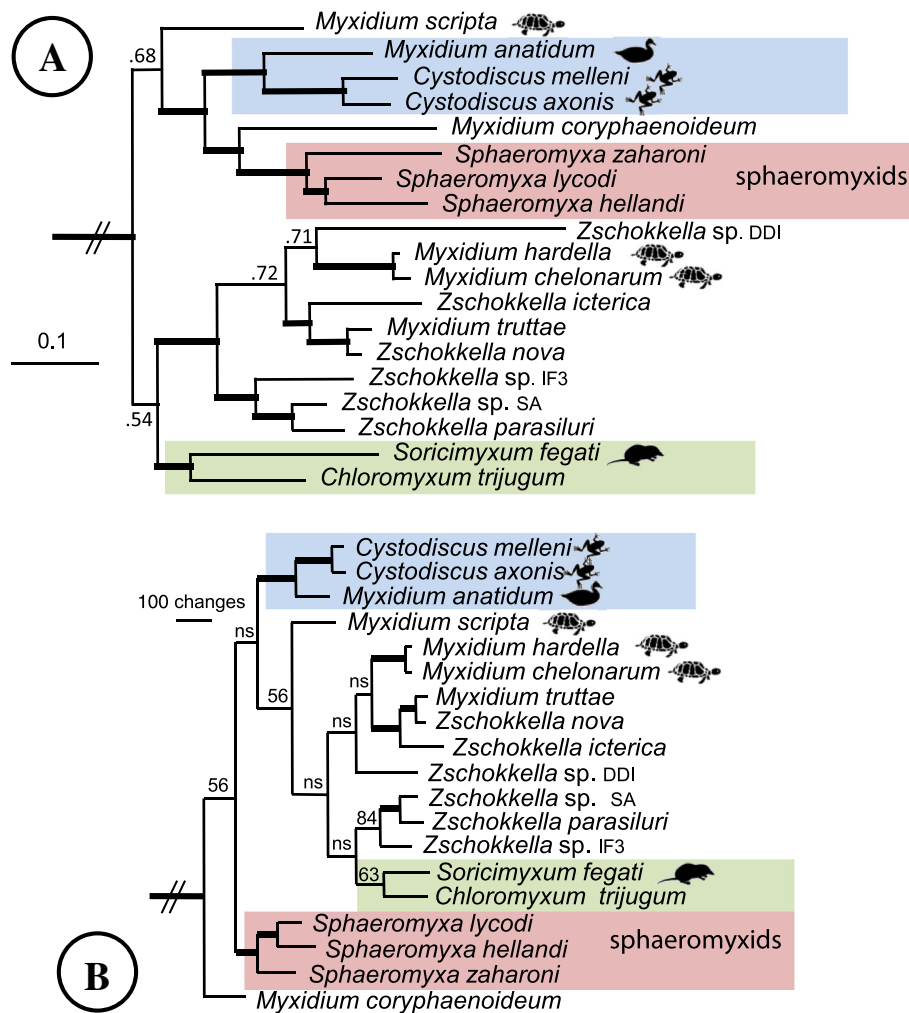 A
Myxidium scripta
.68
Myxidium anatidum
Cystodiscus melleni
Cystodiscus axonis
Myxidium coryphaenoideum
Sphaeromyxa zaharoni
Sphaeromyxa lycodi
sphaeromyxids
Sphaeromyxa hellandi
Zschokkella sp. DDI
.71
Myxidium hardella
.72
Myxidium chelonarum
Zschokkella icterica
Myxidium truttae
0.1
Zschokkella nova
Zschokkella sp. IF3
Zschokkella sp. SA
.54
Zschokkella parasiluri
Soricimyxum fegati
Chloromyxum trijugum
Cystodiscus melleni
Cystodiscus axonis
Myxidium anatidum
100 changes
Myxidium scripta
ns
Myxidium hardella
Myxidium chelonarum
ns
56
Myxidium truttae
Zschokkella nova
ns
Zschokkella icterica
Zschokkella sp. DDI
ns
56
Zschokkella sp. SA
84
Zschokkella parasiluri
ns
Zschokkella sp. IF3
63
Soricimyxum fegati
Chloromyxum trijugum
Sphaeromyxa lycodi
Sphaeromyxa hellandi
sphaeromyxids
Sphaeromyxa zaharoni
B
Myxidium coryphaenoideum